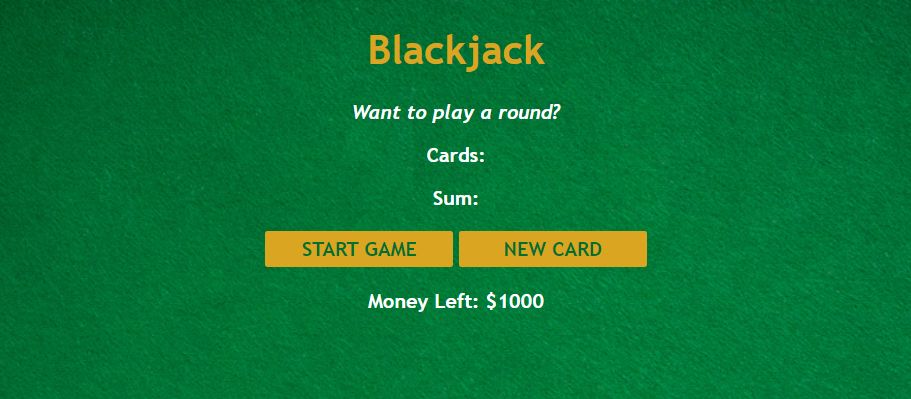 Blackjack
Want to play a round?
Cards:
Sum:
START GAME NEW CARD
Money Left: $1000